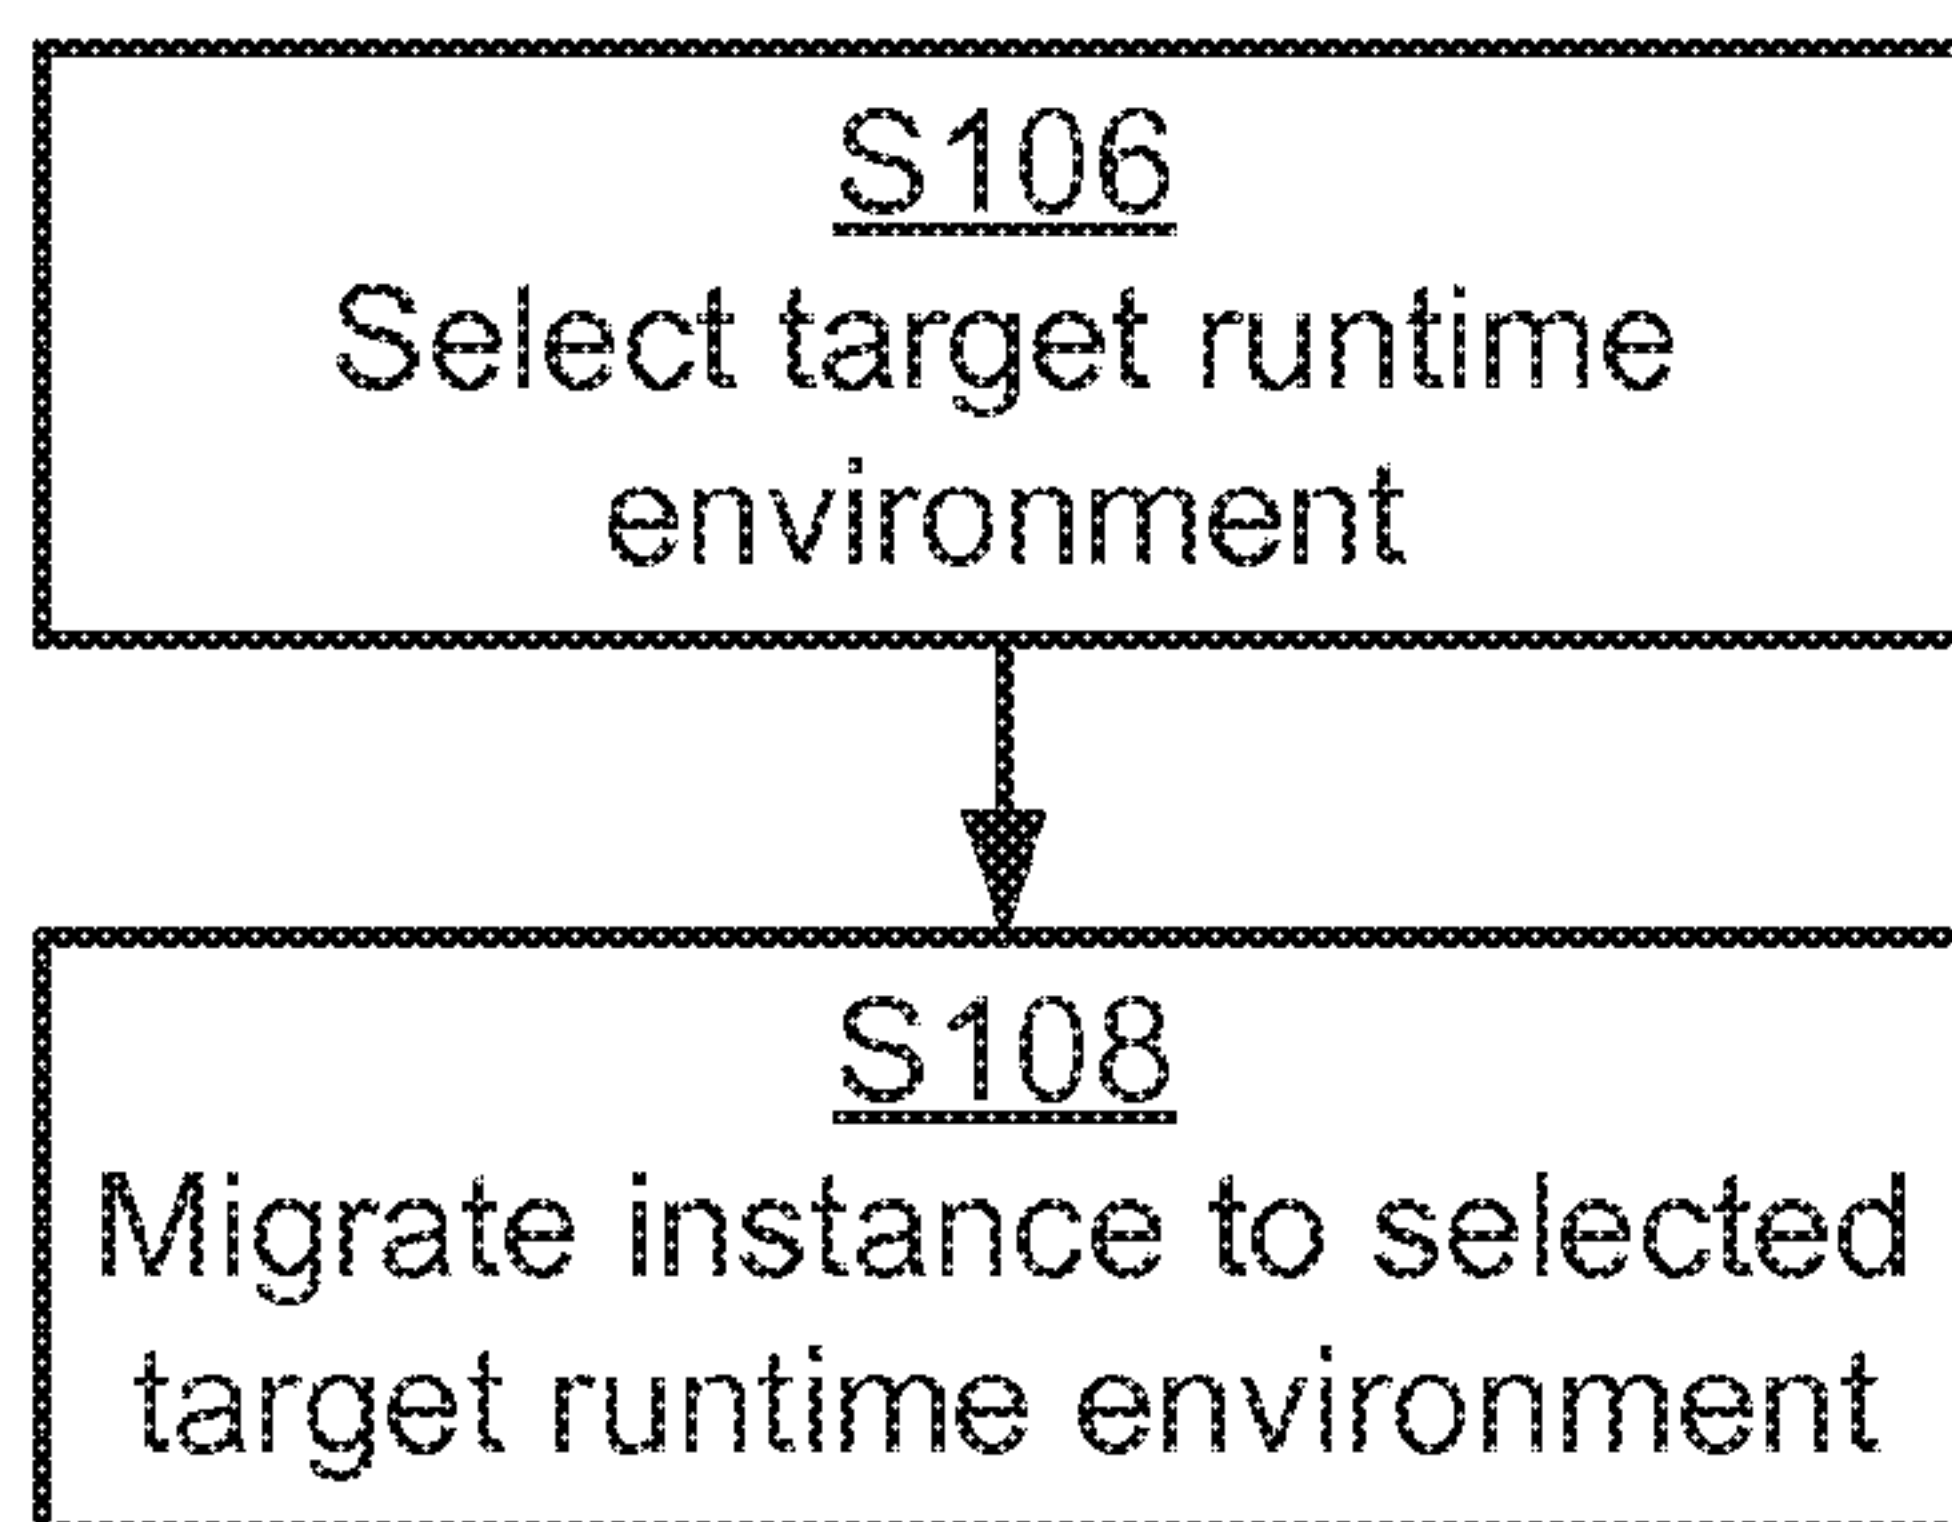 S106
Select target runtime
environment
S108
Migrate instance to selected
target runtime environment